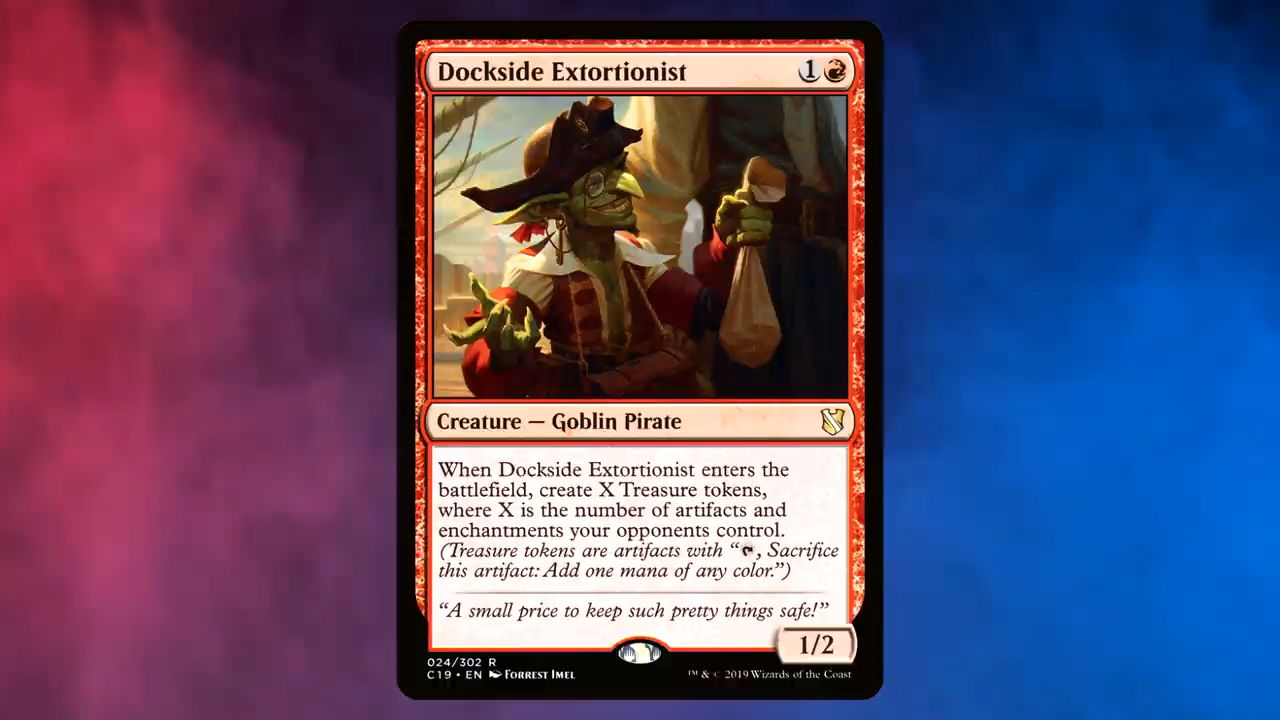 Dockside Extortionist 1
Creature — Goblin Pirate
When Dockside Extortionist enters the
battlefield, create X Treasure tokens,
where X is the number of artifacts and
enchantments your opponents control.
(Treasure tokens are artifacts with “, Sacrifice
this artifact: Add one mana of any color.”)
“A small price to keep such pretty things safe!”
1/2
024/302 R
C19 • EN Forrest Imel
™ & © 2019 Wizards of the Coast